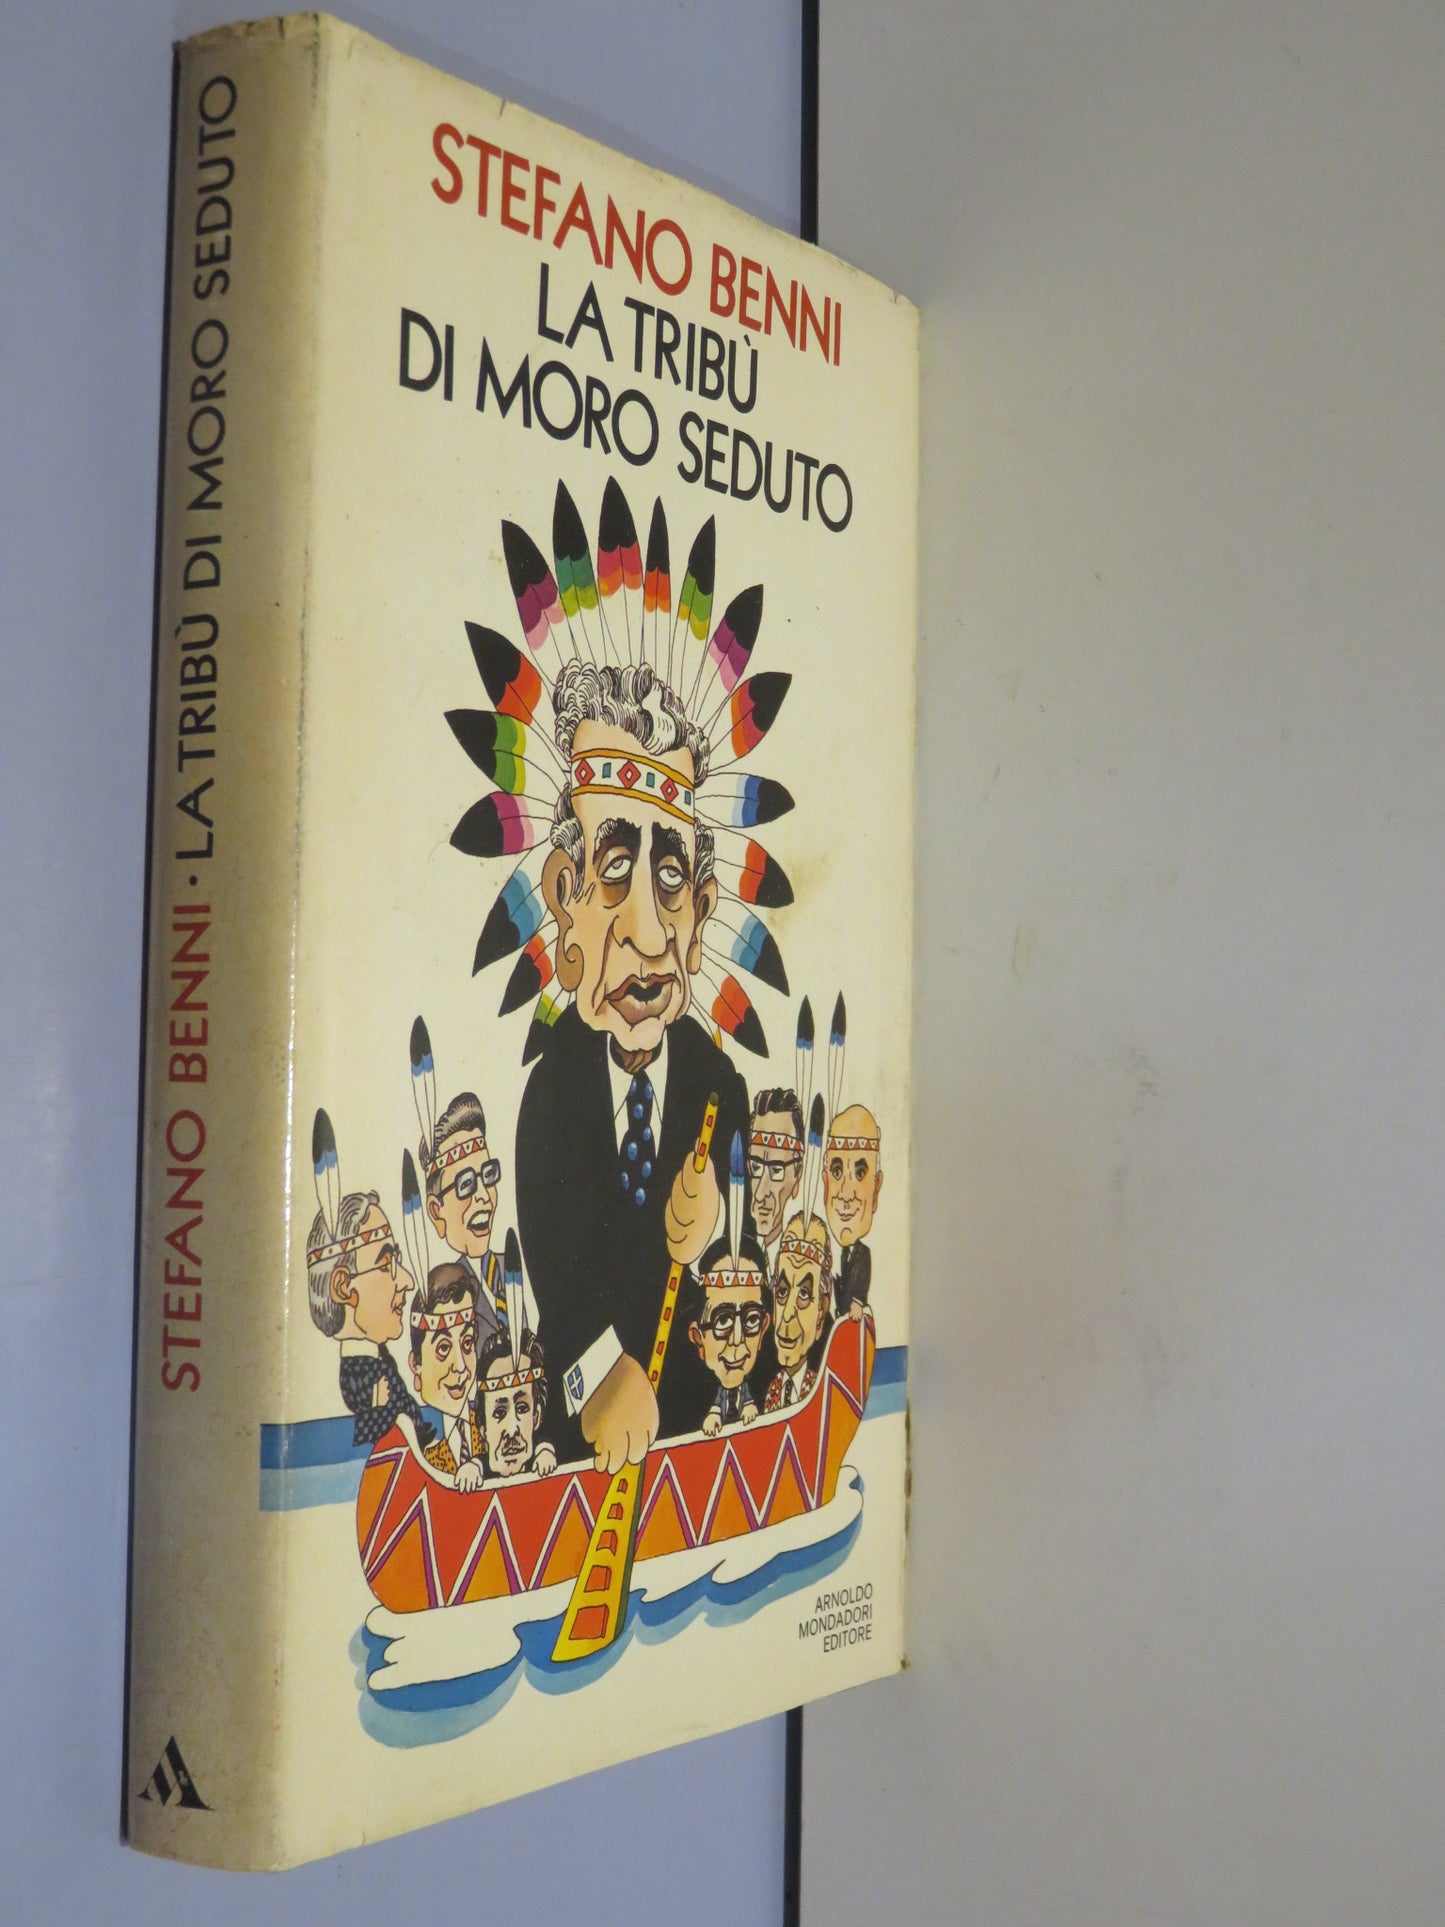 STEFANO BENNI · LA TRIBÙ DI MORO SEDUTO
STEFANO BENNI
LA TRIBÙ
DI MORO SEDUTO
ARNOLDO
MONDADORI
EDITORE